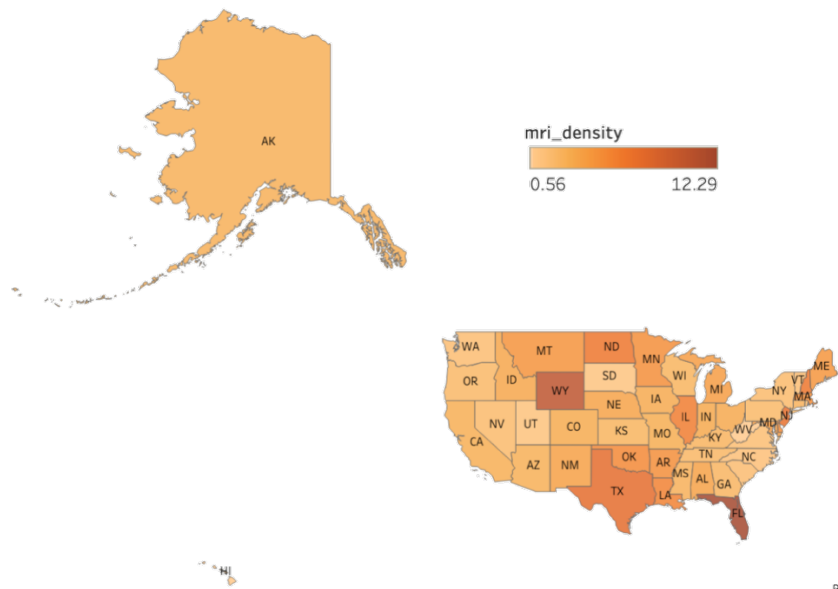 AK
mri_density
0.56 12.29
WA
MT
ND
MN
ME
OR
ID
WY
SD
WI
MI
NY
VT
MA
NV
UT
CO
NE
IA
IL
IN
NJ
CA
KS
MO
KY
WV
MD
AZ
NM
OK
AR
TN
NC
TX
LA
MS
AL
GA
FL
HI